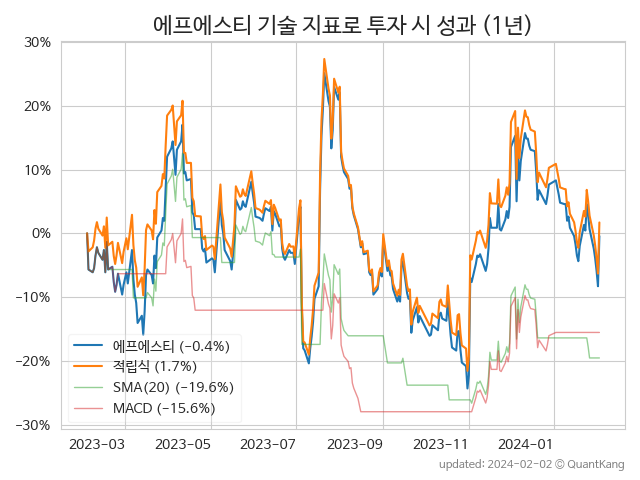 에프에스티 기술 지표로 투자 시 성과 (1년)
30%
20%
10%
0%
−10%
−20%
−30%
에프에스티 (−0.4%)
적립식 (1.7%)
SMA(20) (−19.6%)
MACD (−15.6%)
2023-03 2023-05 2023-07 2023-09 2023-11 2024-01
updated: 2024-02-02 © QuantKang